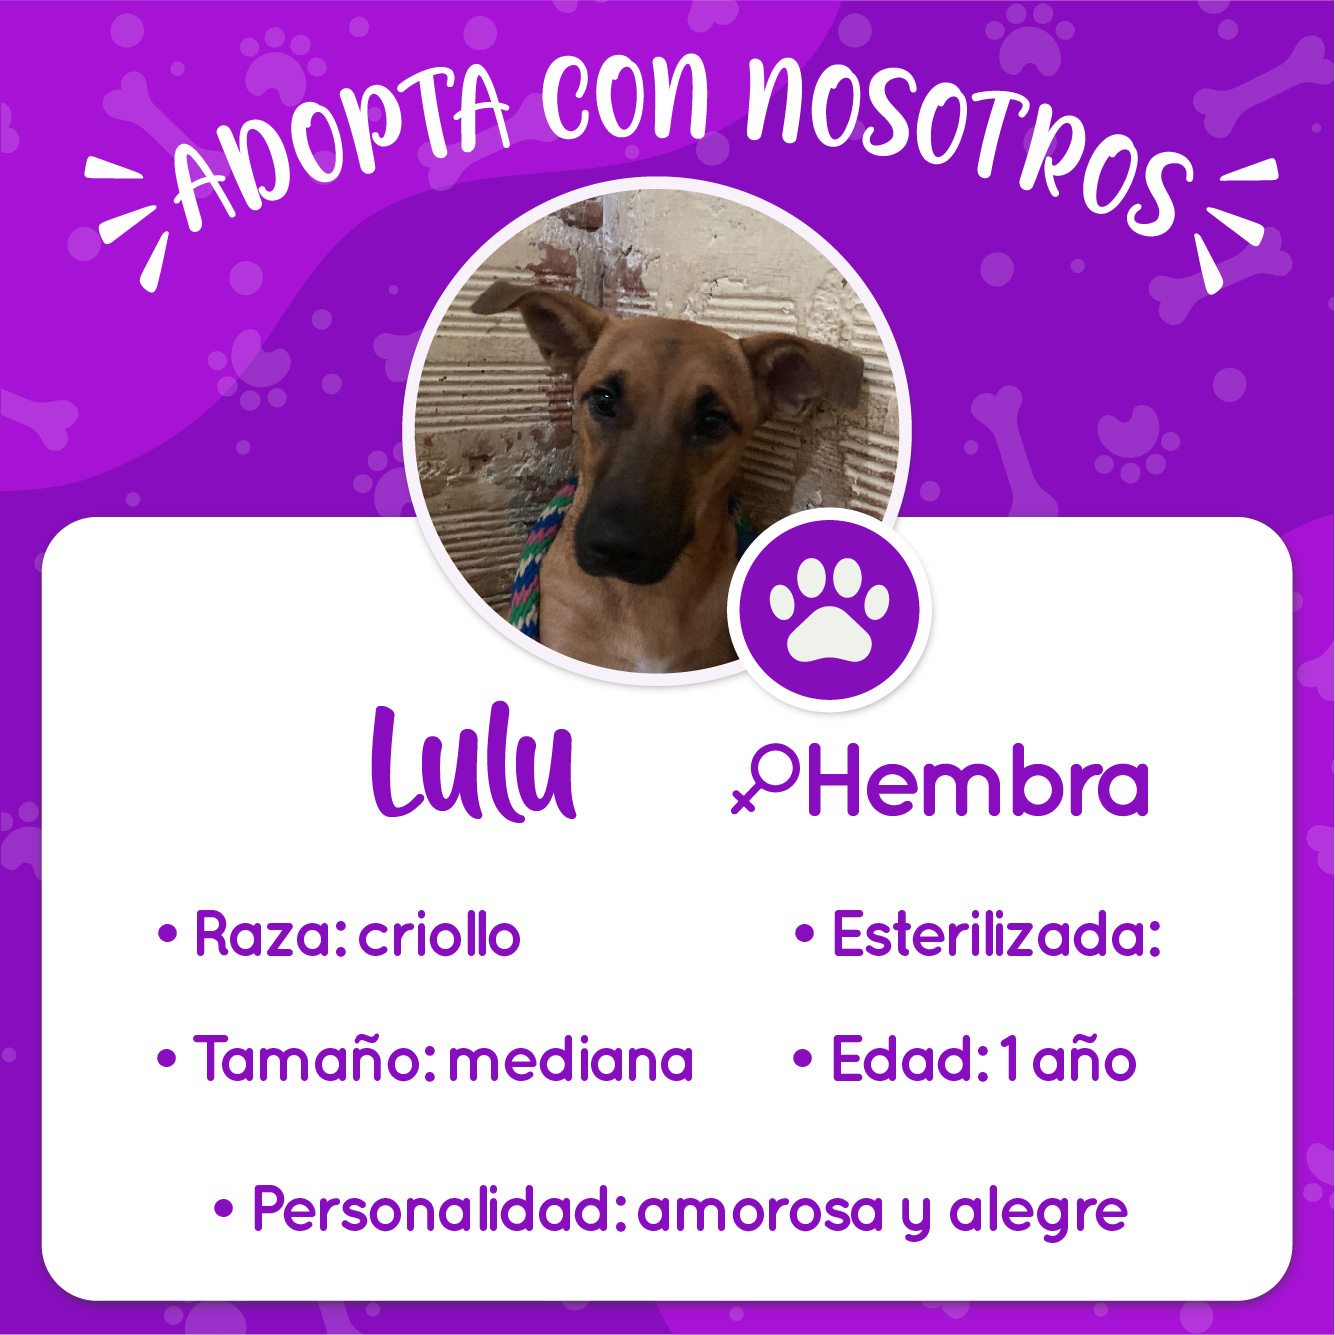 ADOPTA CON NOSOTROS
Lulu
Hembra
• Raza: criollo
• Esterilizada:
• Tamaño: mediana
• Edad: 1 año
• Personalidad: amorosa y alegre